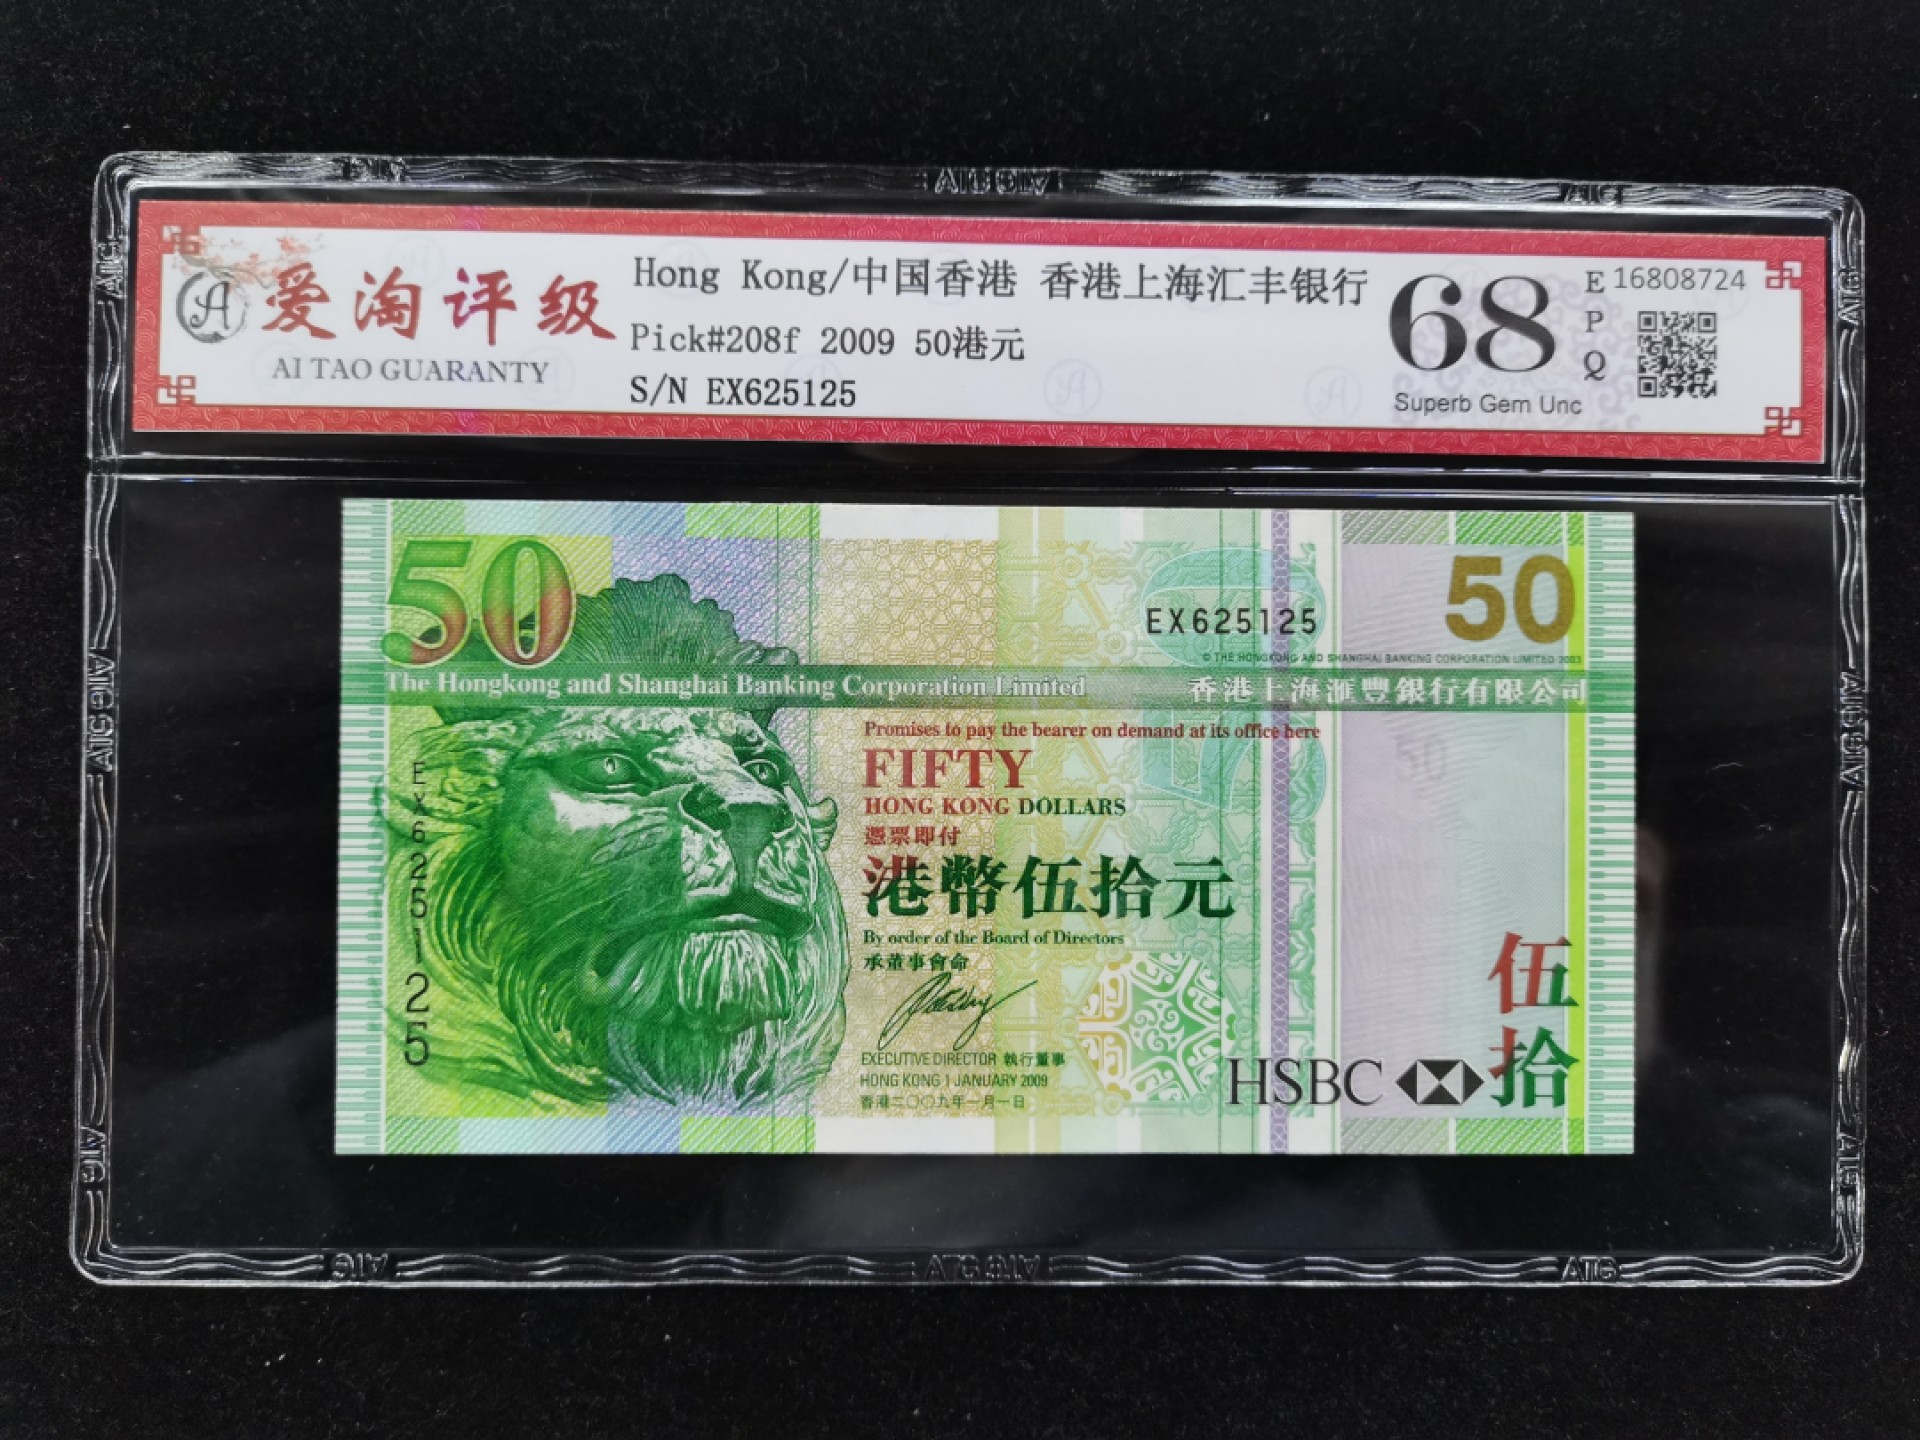 爱淘评级
AI TAO GUARANTY
Hong Kong/中国香港 香港上海汇丰银行
Pick#208f 2009 50港元
S/N EX625125
68
EPQ
Superb Gem Unc
16808724
50
EX625125
50
© THE HONGKONG AND SHANGHAI BANKING CORPORATION LIMITED 2003
The Hongkong and Shanghai Banking Corporation Limited
香港上海滙豐銀行有限公司
Promises to pay the bearer on demand at its office here
FIFTY
HONG KONG DOLLARS
憑票即付
港幣伍拾元
By order of the Board of Directors
承董事會命
EXECUTIVE DIRECTOR 執行董事
HONG KONG 1 JANUARY 2009
香港二〇〇九年一月一日
EX625125
50
HSBC
伍拾